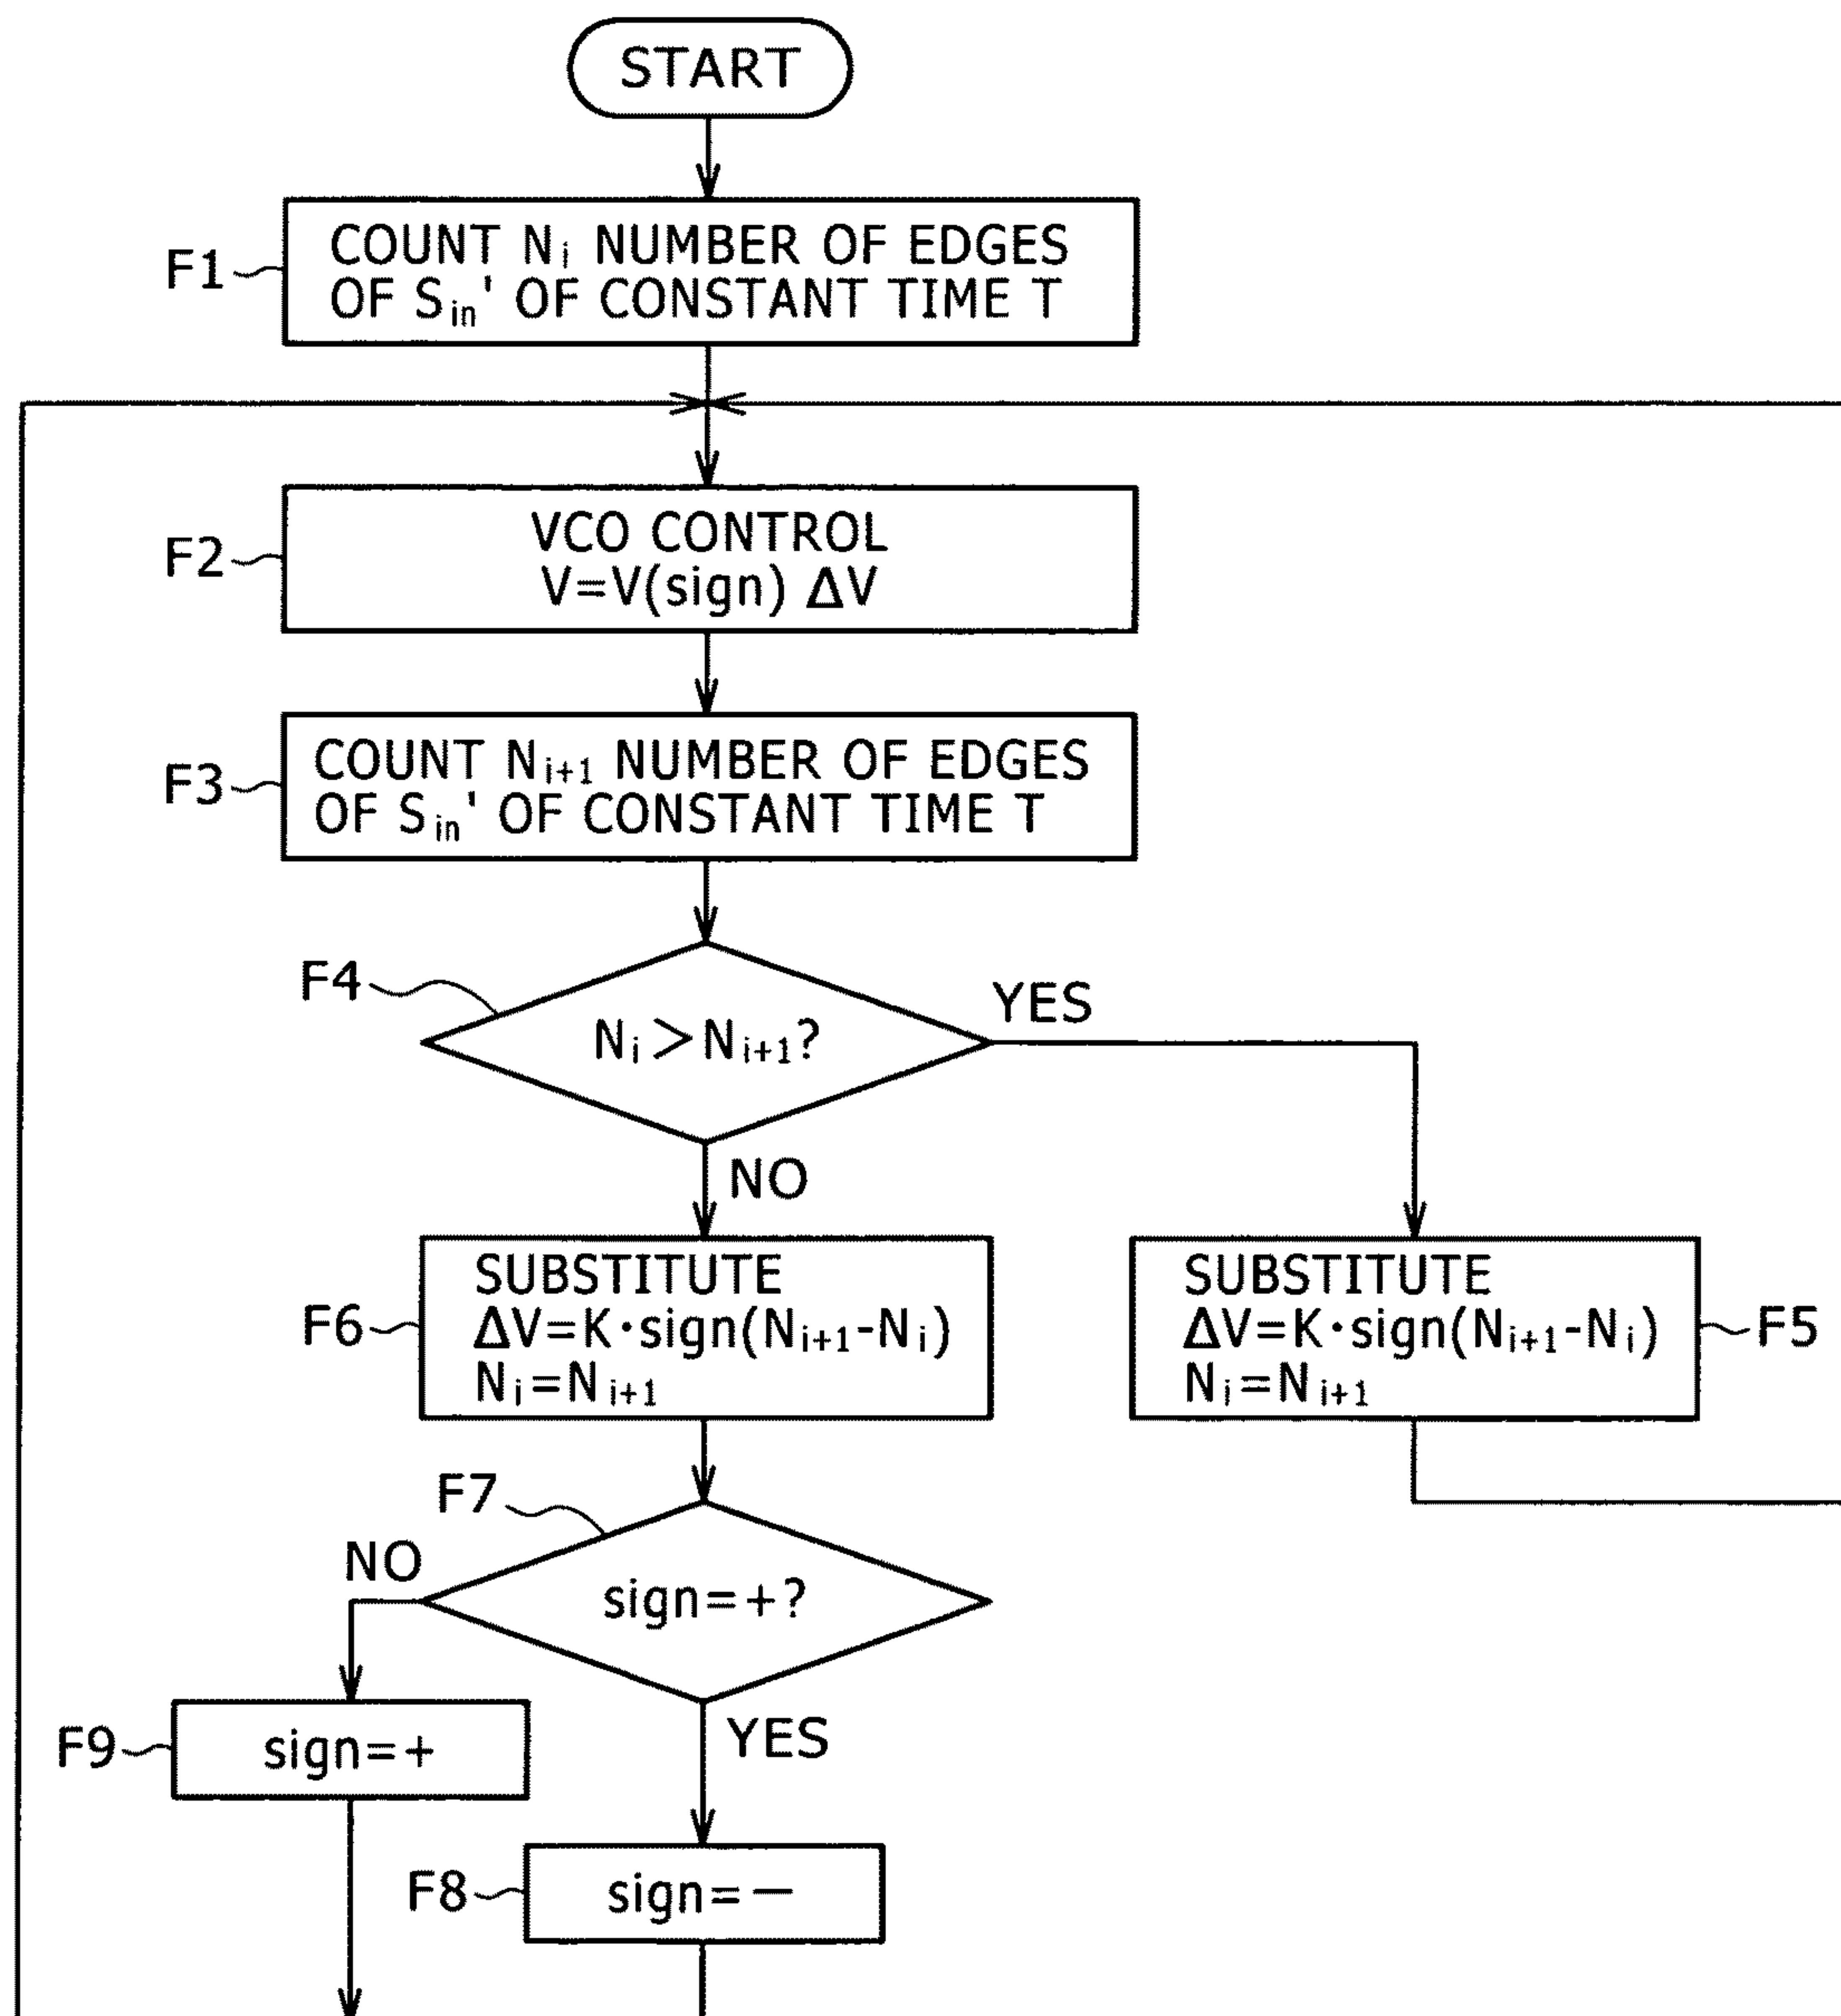 START
F1
COUNT Nᵢ NUMBER OF EDGES
OF Sᵢₙ' OF CONSTANT TIME T
F2
VCO CONTROL
V=V(sign) ΔV
F3
COUNT Nᵢ₊₁ NUMBER OF EDGES
OF Sᵢₙ' OF CONSTANT TIME T
F4
Nᵢ>Nᵢ₊₁?
YES
NO
F6
SUBSTITUTE
ΔV=K·sign(Nᵢ₊₁-Nᵢ)
Nᵢ=Nᵢ₊₁
SUBSTITUTE
ΔV=K·sign(Nᵢ₊₁-Nᵢ)
Nᵢ=Nᵢ₊₁
F5
F7
sign=+?
NO
YES
F9
sign=+
F8
sign=−